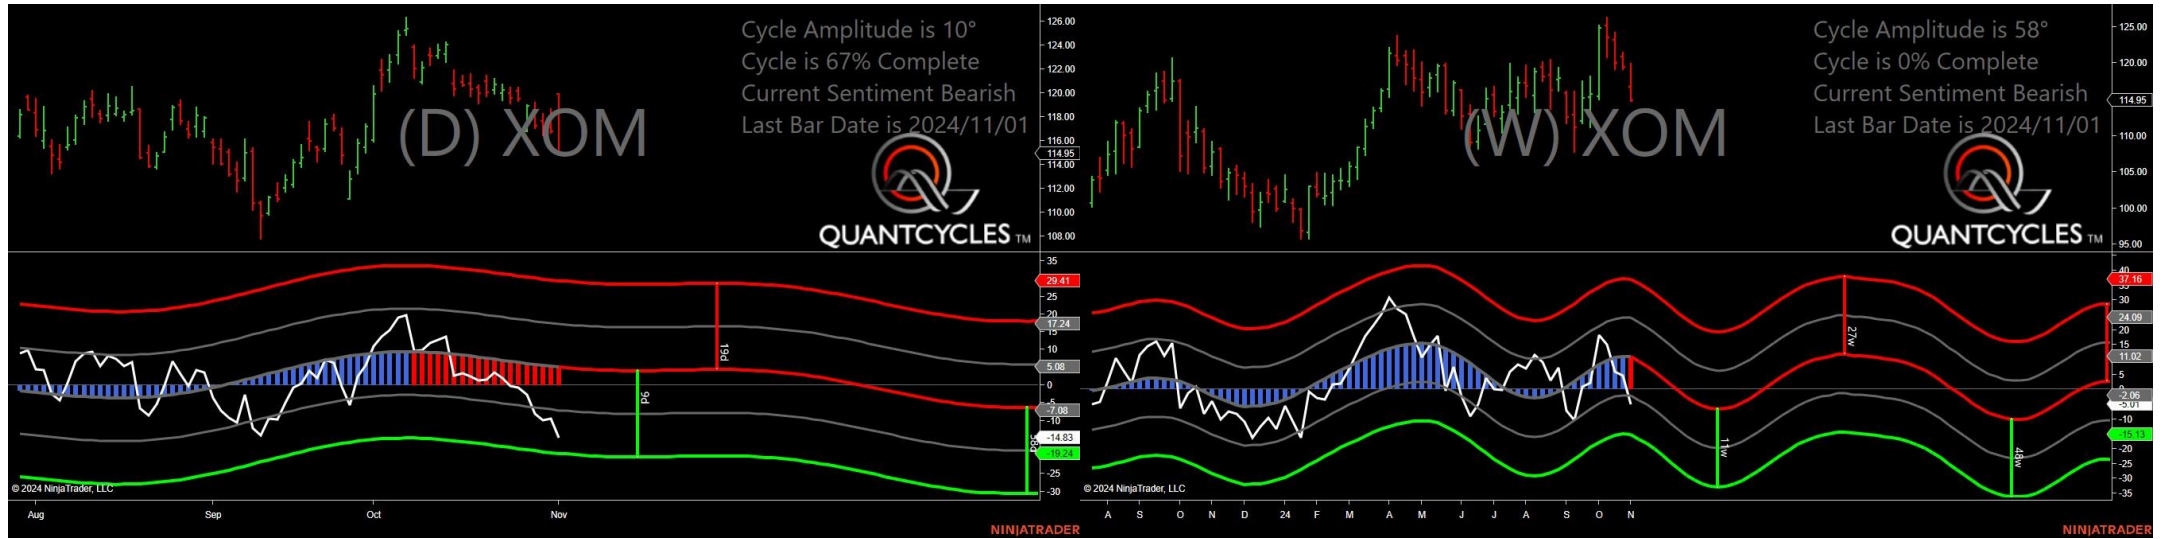 Cycle Amplitude is 10°
Cycle is 67% Complete
Current Sentiment Bearish
Last Bar Date is 2024/11/01
(D) XOM
QUANTCYCLES TM
126.00
124.00
122.00
120.00
118.00
116.00
114.95
114.00
112.00
110.00
108.00
35
29.41
25
20
17.24
15
10
5.08
0
-5
-7.08
-10
-14.83
-19.24
-25
-30
19d
9d
© 2024 NinjaTrader, LLC
Aug Sep Oct Nov
NINJATRADER
Cycle Amplitude is 58°
Cycle is 0% Complete
Current Sentiment Bearish
Last Bar Date is 2024/11/01
(W) XOM
QUANTCYCLES TM
125.00
120.00
114.95
110.00
105.00
100.00
95.00
40
37.16
35
30
24.09
20
15
11.02
5
0
-2.06
-5.01
-10
-15.13
-20
-25
-30
-35
27w
11w
48w
© 2024 NinjaTrader, LLC
A S O N D 24 F M A M J J A S O N
NINJATRADER